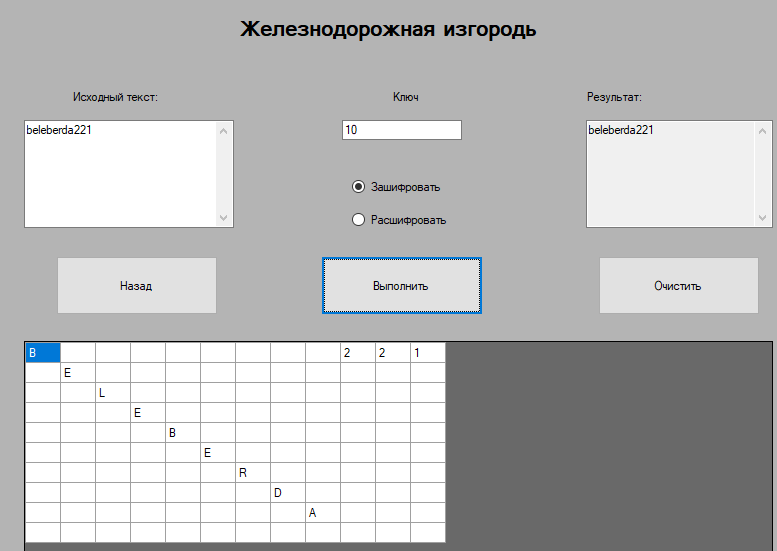 Железнодорожная изгородь
Исходный текст: Ключ Результат:
beleberda221 10 beleberda221
Зашифровать
Расшифровать
Назад Выполнить Очистить
B 2 2 1
E
L
E
B
E
R
D
A